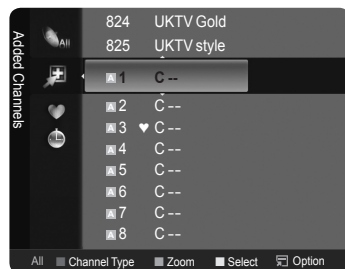 Added Channels
All
824 UKTV Gold
825 UKTV style
A 1 C --
A 2 C --
A 3 ♥ C --
A 4 C --
A 5 C --
A 6 C --
A 7 C --
A 8 C --
All Channel Type Zoom Select Option